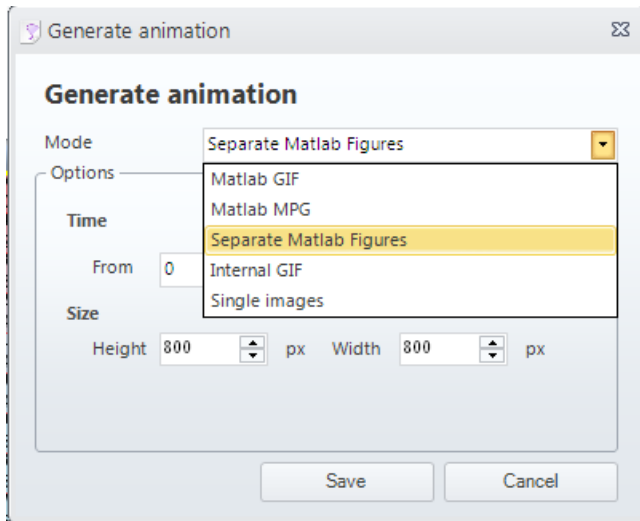 Generate animation
Generate animation
Mode Separate Matlab Figures
Options
Matlab GIF
Matlab MPG
Time
Separate Matlab Figures
From 0
Internal GIF
Single images
Size
Height 800 px Width 800 px
Save Cancel